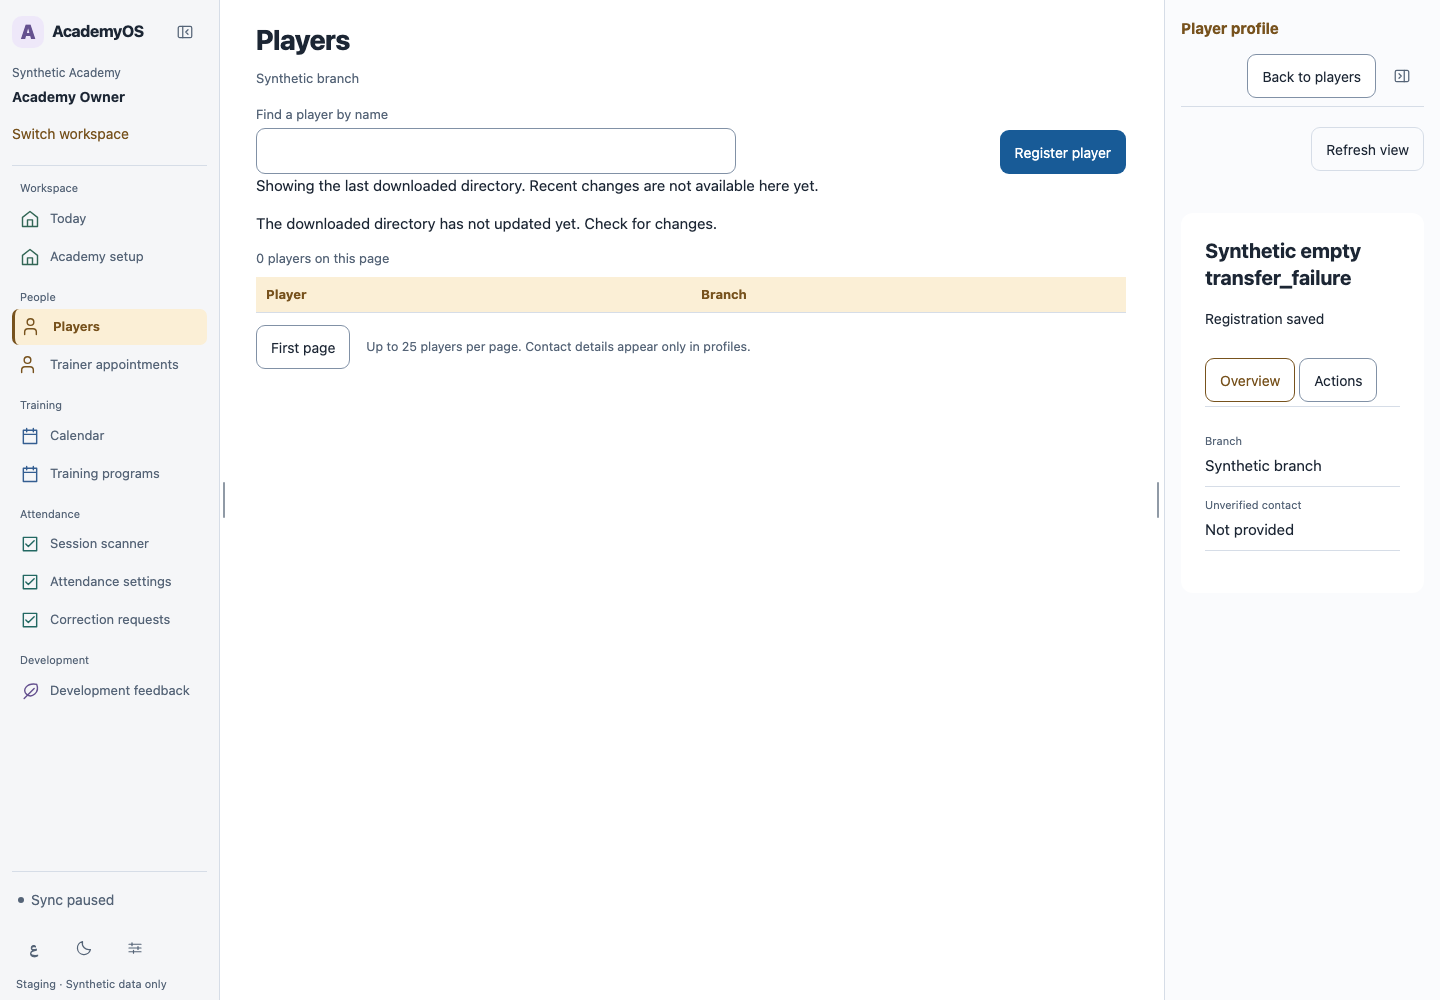 A AcademyOS
Synthetic Academy
Academy Owner
Switch workspace
Workspace
Today
Academy setup
People
Players
Trainer appointments
Training
Calendar
Training programs
Attendance
Session scanner
Attendance settings
Correction requests
Development
Development feedback
Sync paused
ع
Staging · Synthetic data only
Players
Synthetic branch
Find a player by name
Register player
Showing the last downloaded directory. Recent changes are not available here yet.
The downloaded directory has not updated yet. Check for changes.
0 players on this page
Player Branch
First page Up to 25 players per page. Contact details appear only in profiles.
Player profile
Back to players
Refresh view
Synthetic empty
transfer_failure
Registration saved
Overview Actions
Branch
Synthetic branch
Unverified contact
Not provided